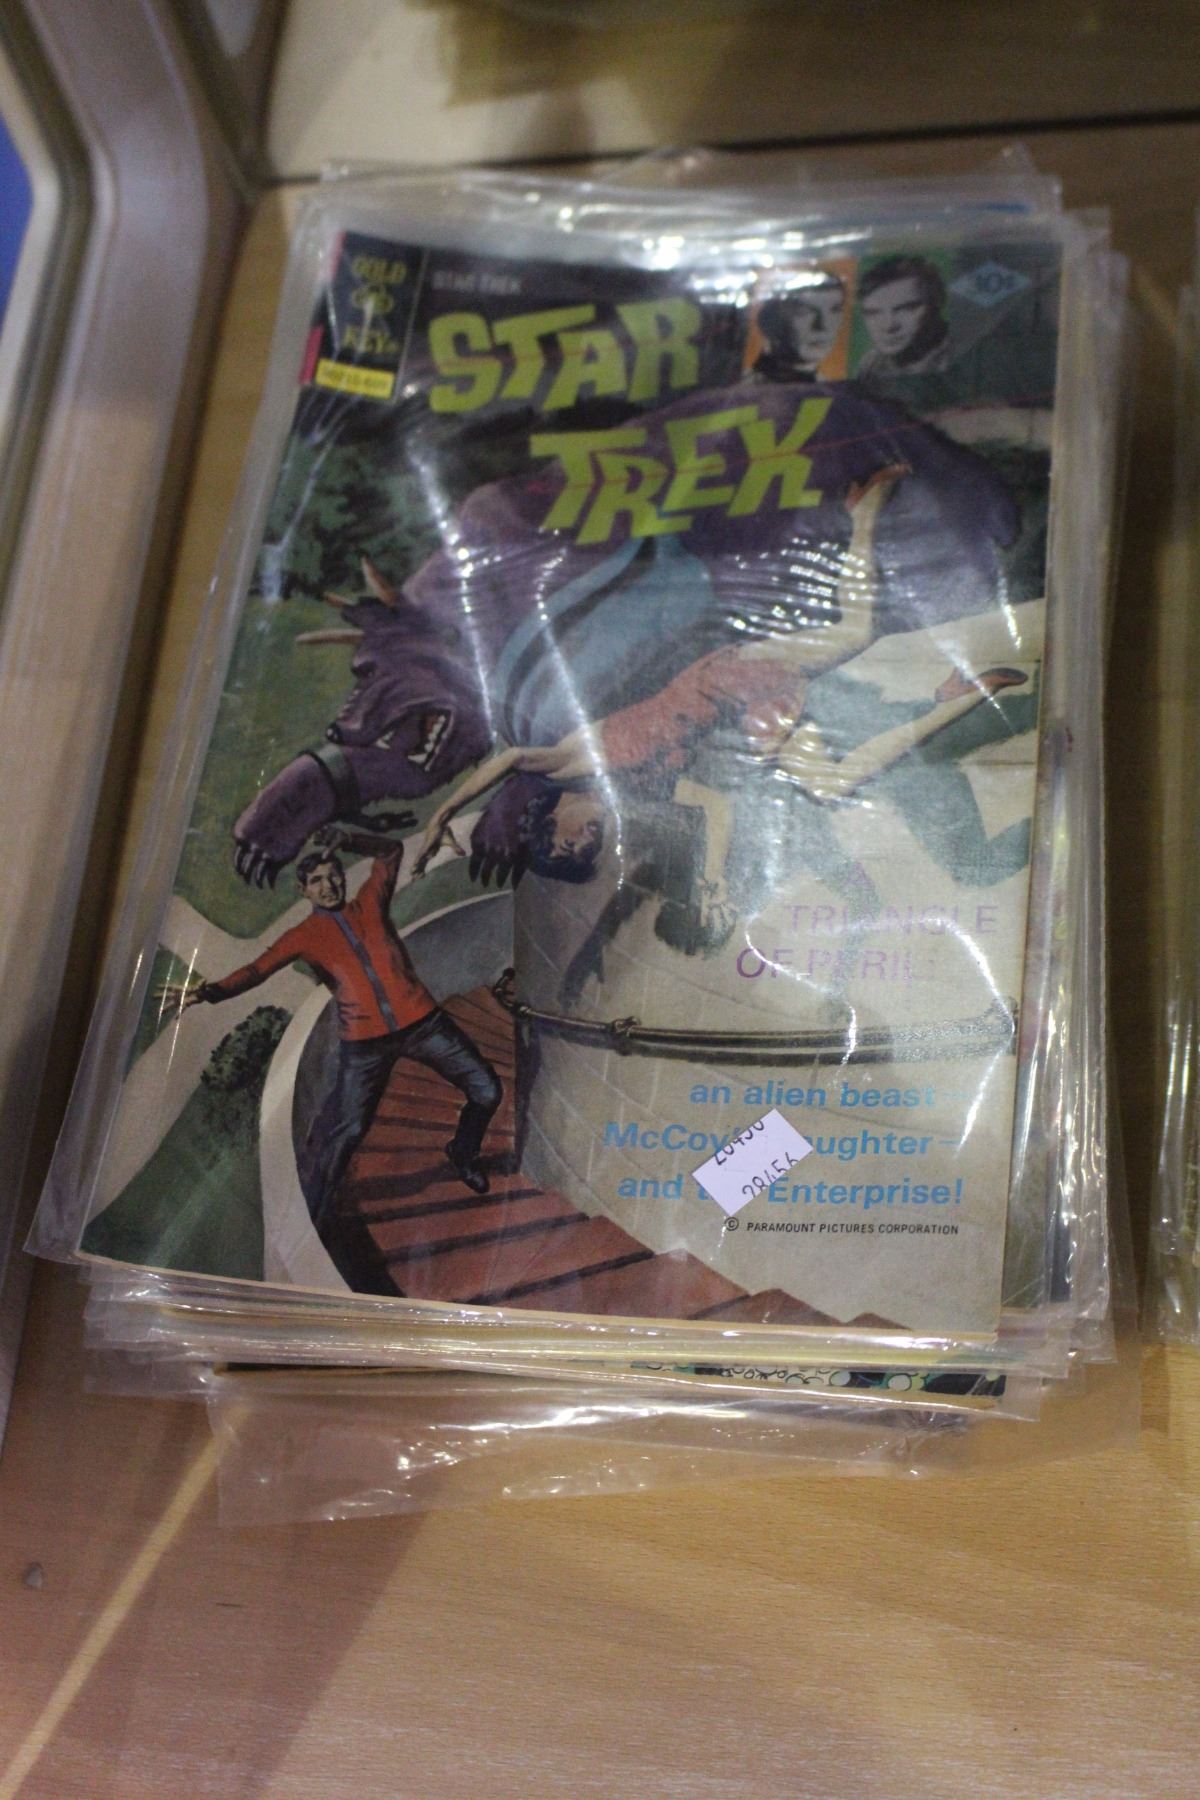 GOLD
KEY®
STAR TREK
30¢
STAR
TREK
A
TRIANGLE
OF PERIL:
an alien beast—
McCoy's daughter—
and Enterprise!
© PARAMOUNT PICTURES CORPORATION
28456